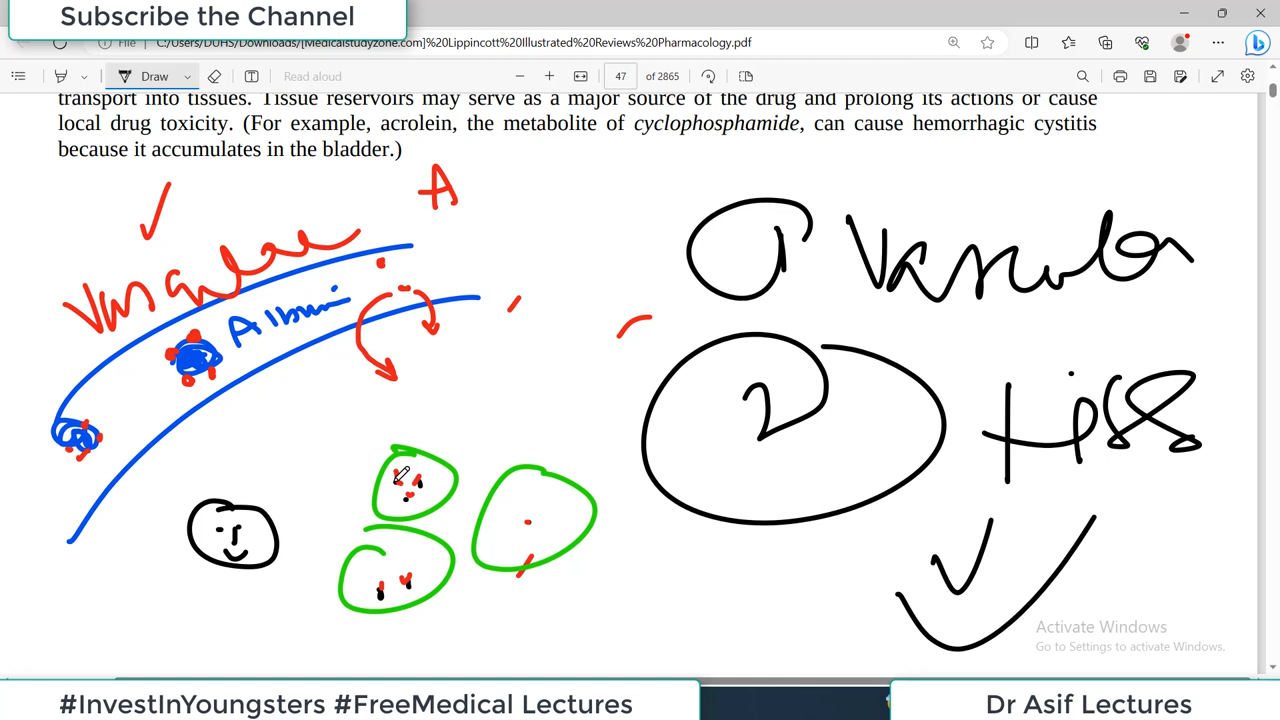 Subscribe the Channel
File
C:/Users/DUHS/Downloads/[Medicalstudyzone.com]%20Lippincott%20Illustrated%20Reviews%20Pharmacology.pdf
Draw
Read aloud
47 of 2865
transport into tissues. Tissue reservoirs may serve as a major source of the drug and prolong its actions or cause
local drug toxicity. (For example, acrolein, the metabolite of cyclophosphamide, can cause hemorrhagic cystitis
because it accumulates in the bladder.)
A
Albumin
1
2
Activate Windows
Go to Settings to activate Windows.
#InvestInYoungsters #FreeMedical Lectures
Dr Asif Lectures